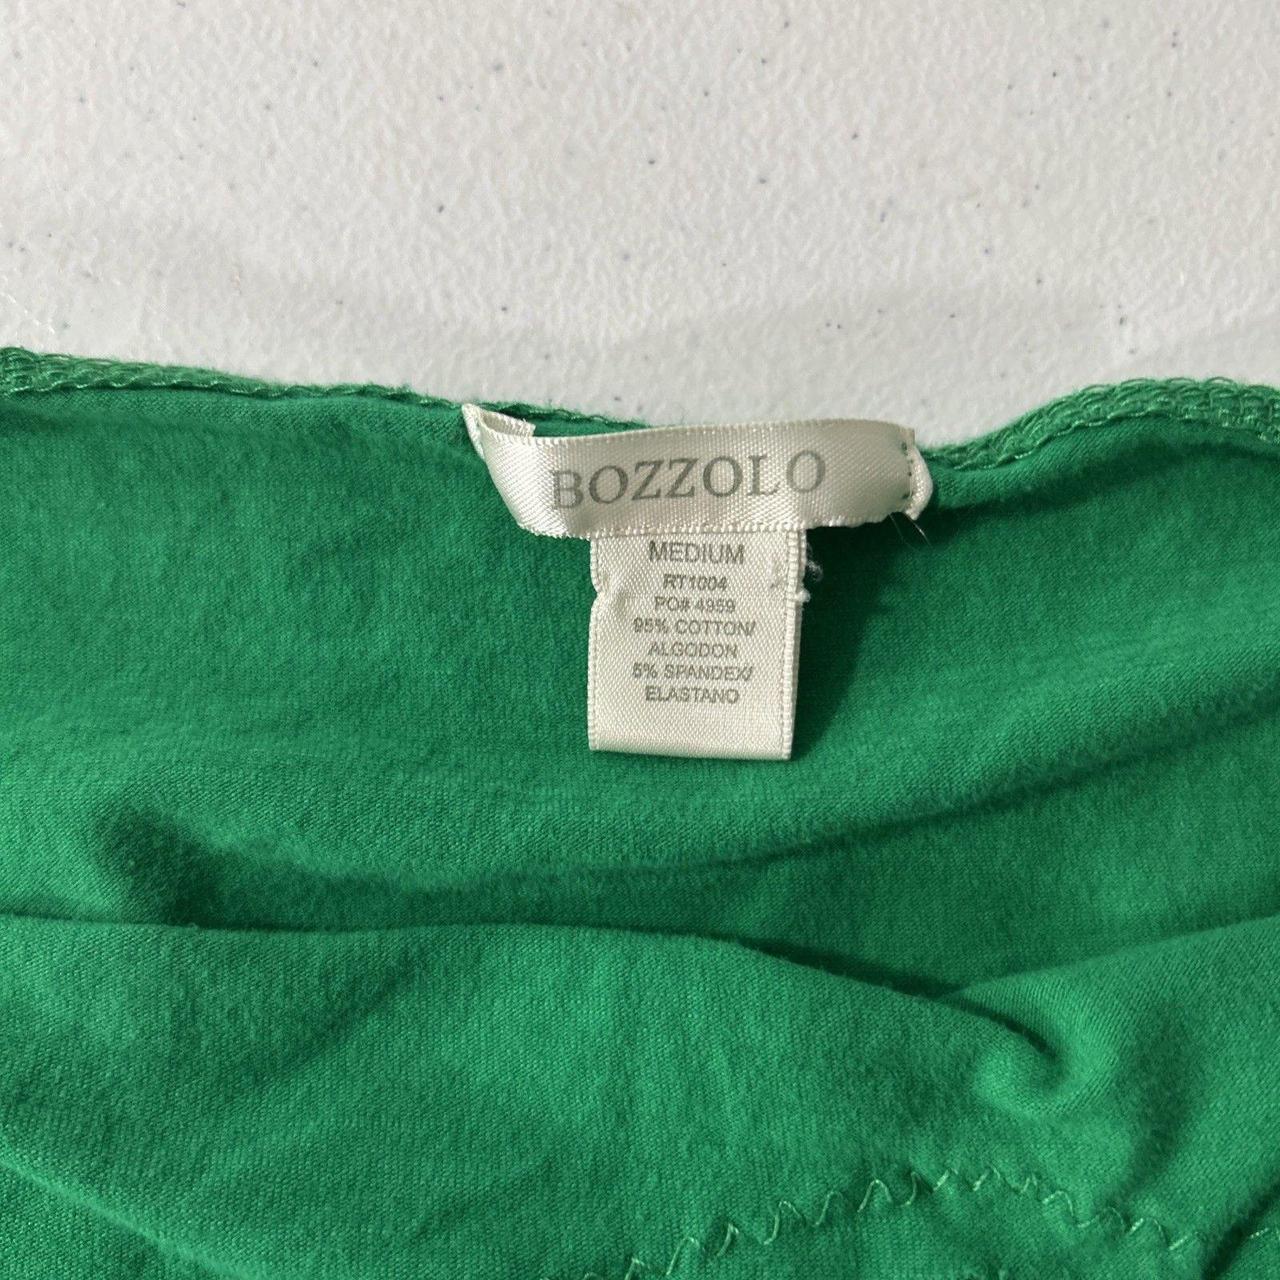 BOZZOLO
MEDIUM
RT1004
PO# 4959
95% COTTON/
ALGODON
5% SPANDEX/
ELASTANO